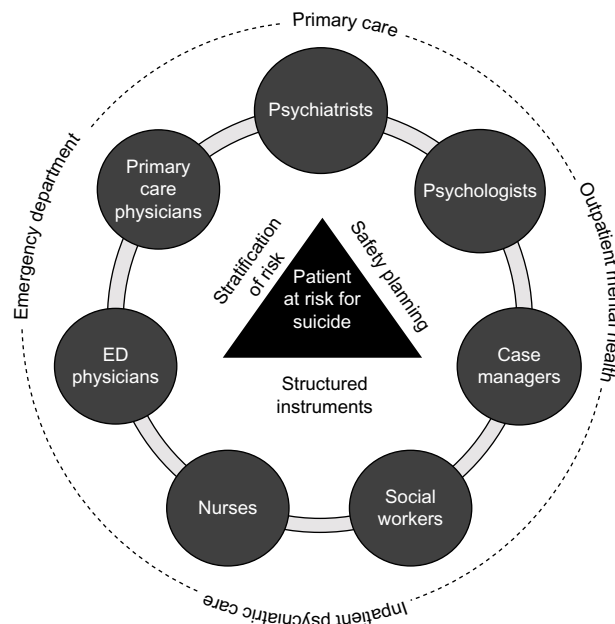 Primary care
Psychiatrists
Primary
care
physicians
Psychologists
Emergency department
Outpatient mental health
Stratification
of risk
Safety planning
Patient
at risk for
suicide
ED
physicians
Case
managers
Structured
instruments
Nurses
Social
workers
Inpatient psychiatric care